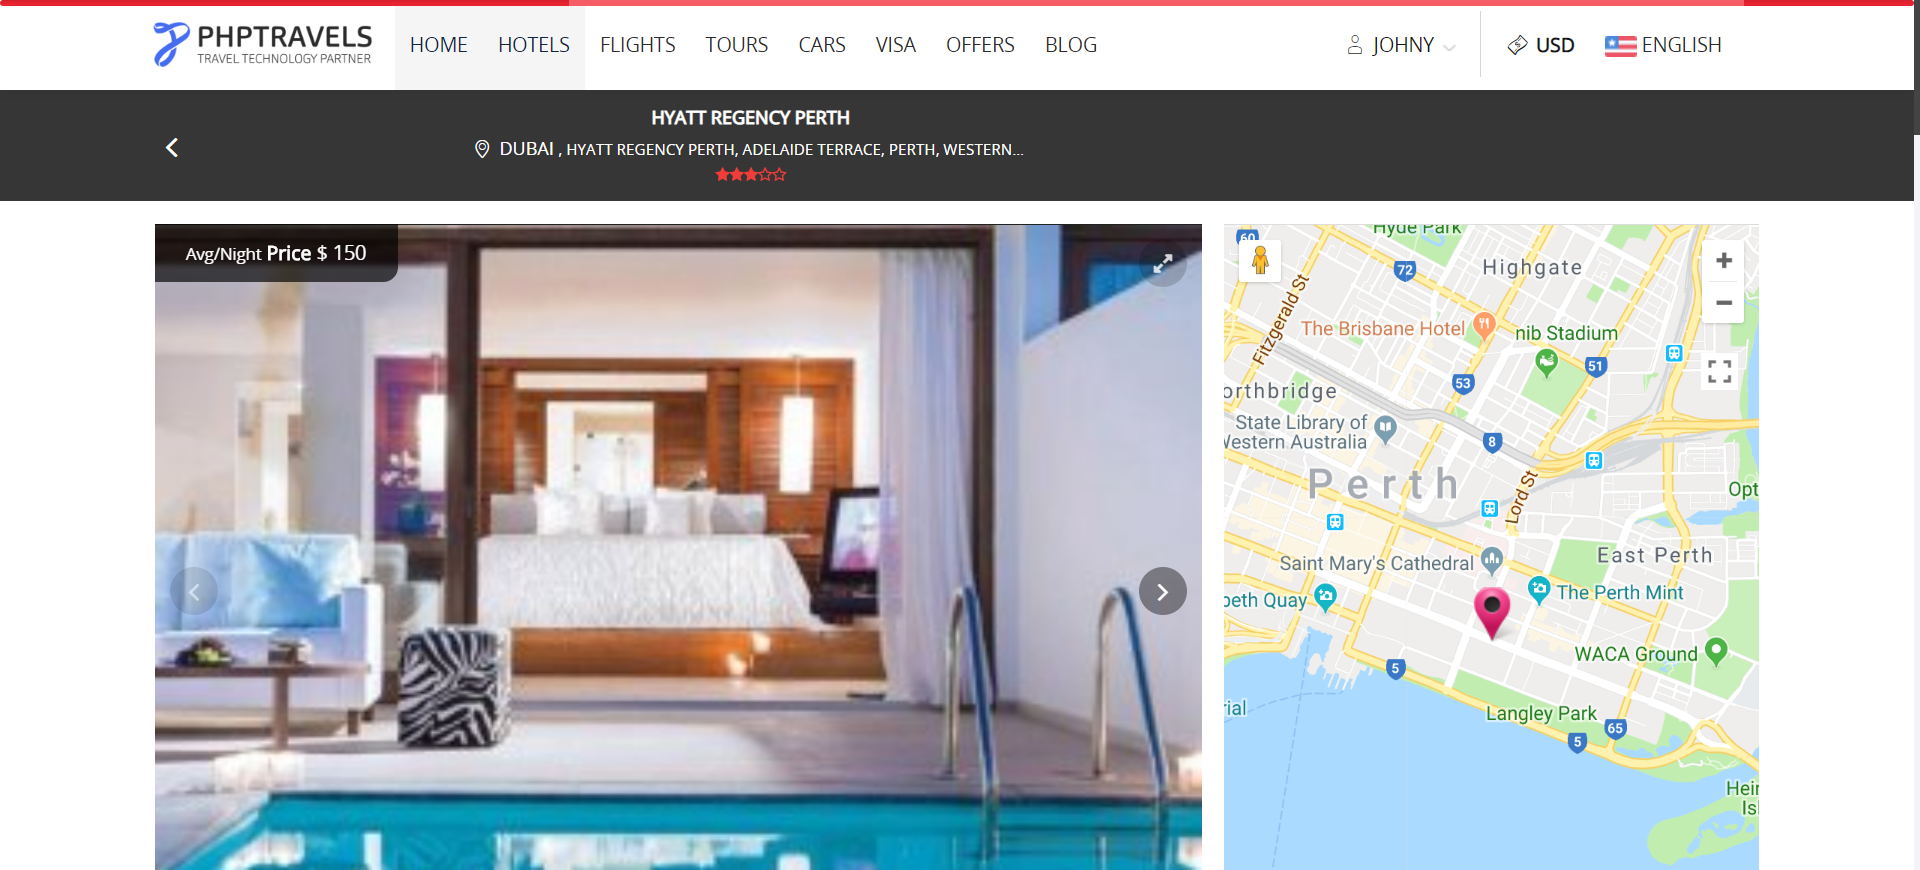 PHPTRAVELS
TRAVEL TECHNOLOGY PARTNER
HOME HOTELS FLIGHTS TOURS CARS VISA OFFERS BLOG
JOHNY
USD
ENGLISH
HYATT REGENCY PERTH
DUBAI , HYATT REGENCY PERTH, ADELAIDE TERRACE, PERTH, WESTERN...
Avg/Night Price $ 150
Hyde Park
60
72
Highgate
Fitzgerald St
The Brisbane Hotel
nib Stadium
51
53
orthbridge
State Library of
Western Australia
8
Perth
Lord St
Opt
East Perth
Saint Mary's Cathedral
The Perth Mint
beth Quay
WACA Ground
5
rial
Langley Park
65
5
Heir
Is